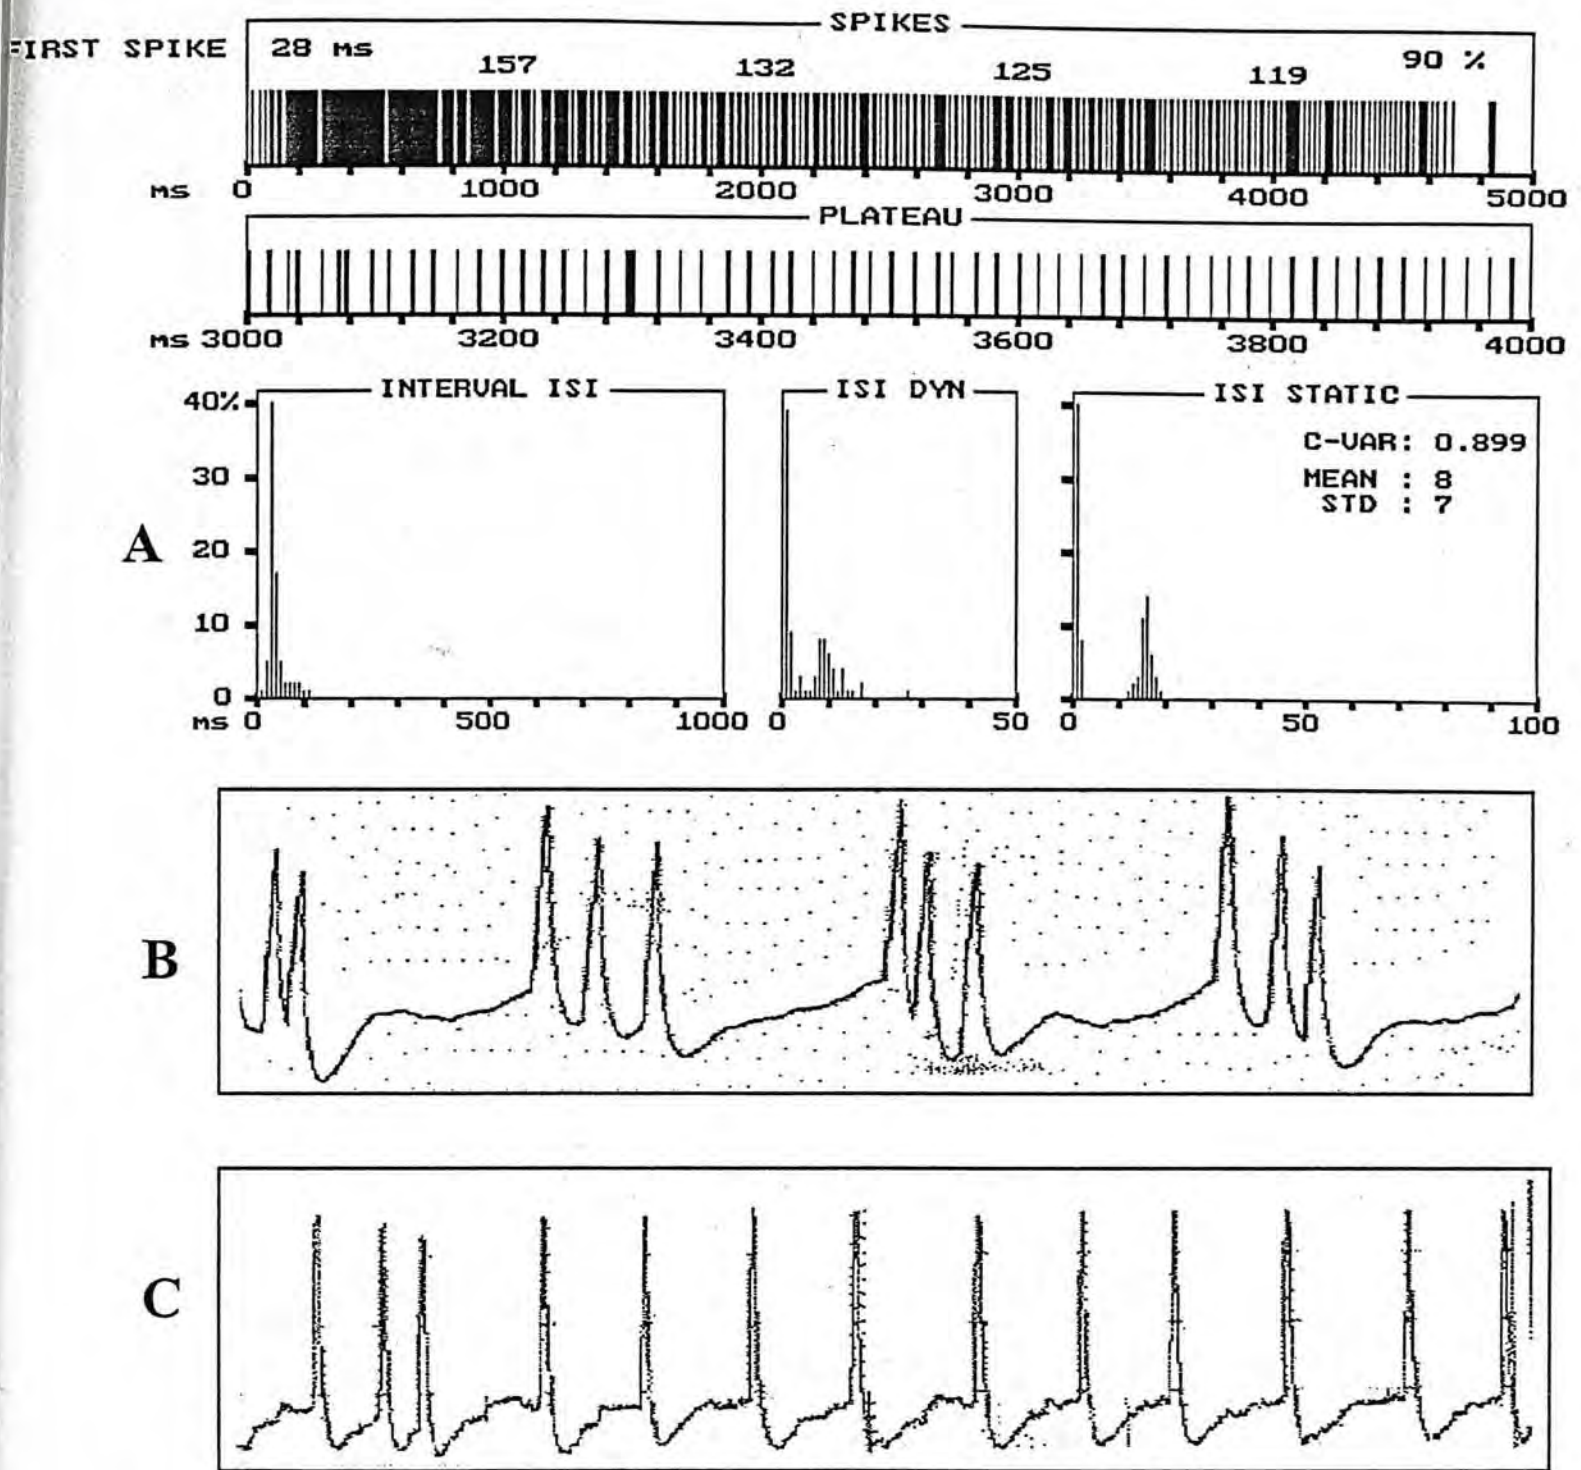 SPIKES
FIRST SPIKE 28 ms 157 132 125 119 90 %
ms 0 1000 2000 3000 4000 5000
PLATEAU
ms 3000 3200 3400 3600 3800 4000
INTERVAL ISI
40%
30
20
10
0
ms 0 500 1000
ISI DYN
0 50
ISI STATIC
C-VAR: 0.899
MEAN : 8
STD : 7
0 50 100
A
B
C